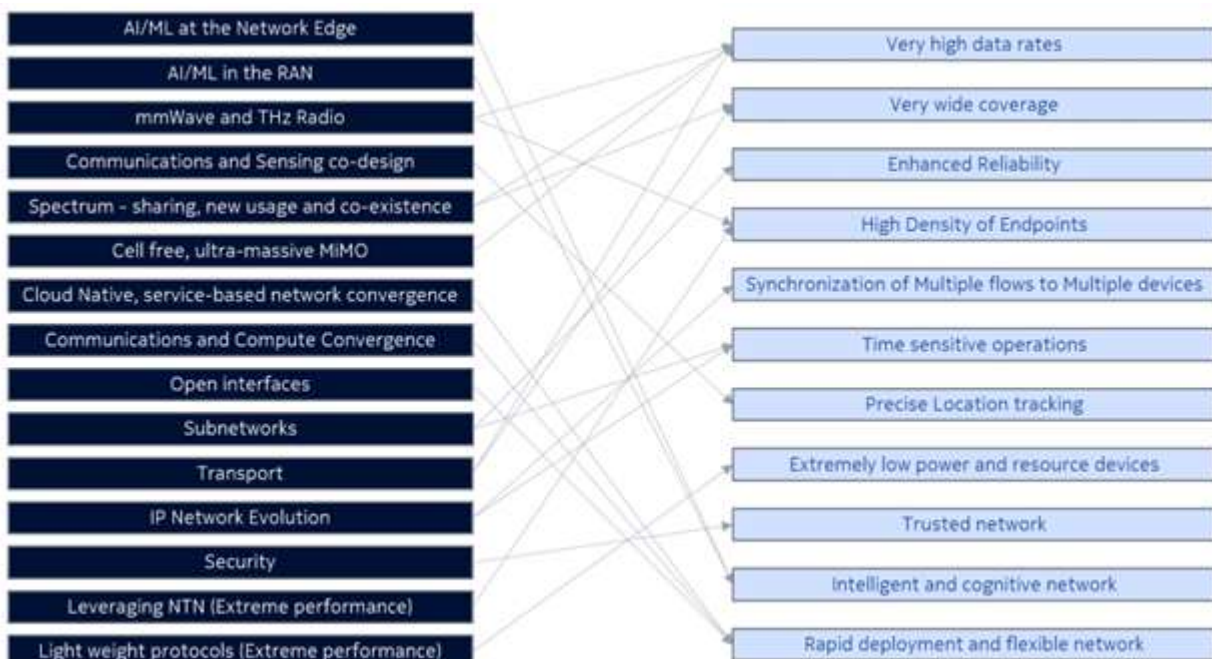 AI/ML at the Network Edge
AI/ML in the RAN
mmWave and THz Radio
Communications and Sensing co-design
Spectrum - sharing, new usage and co-existence
Cell free, ultra-massive MiMO
Cloud Native, service-based network convergence
Communications and Compute Convergence
Open interfaces
Subnetworks
Transport
IP Network Evolution
Security
Leveraging NTN (Extreme performance)
Light weight protocols (Extreme performance)
Very high data rates
Very wide coverage
Enhanced Reliability
High Density of Endpoints
Synchronization of Multiple flows to Multiple devices
Time sensitive operations
Precise Location tracking
Extremely low power and resource devices
Trusted network
Intelligent and cognitive network
Rapid deployment and flexible network